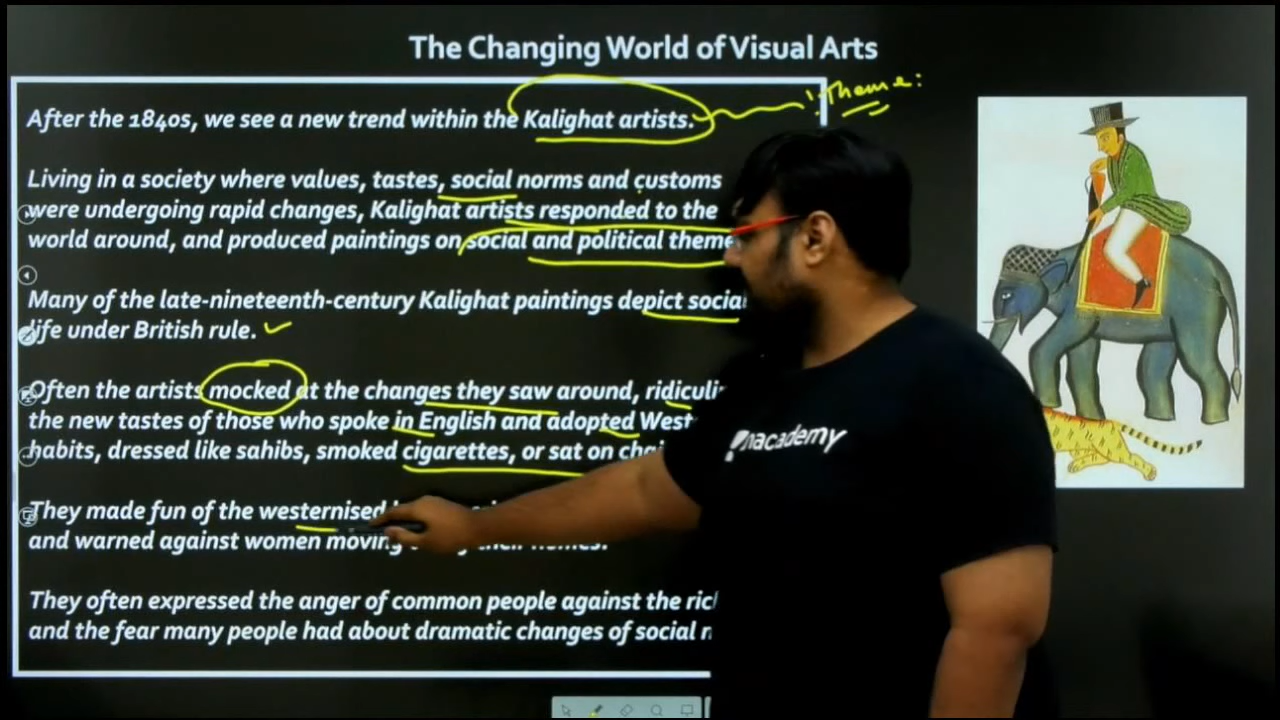 The Changing World of Visual Arts
theme:
After the 1840s, we see a new trend within the Kalighat artists.
Living in a society where values, tastes, social norms and customs
were undergoing rapid changes, Kalighat artists responded to the
world around, and produced paintings on social and political theme
Many of the late-nineteenth-century Kalighat paintings depict social
life under British rule.
Often the artists mocked at the changes they saw around,
the new tastes of those who spoke in English and adopted
habits, dressed like sahibs, smoked cigarettes, or sat on
They made fun of the westernised
and warned against women moving their homes.
They often expressed the anger of common people against the
and the fear many people had about dramatic changes of social
unacademy